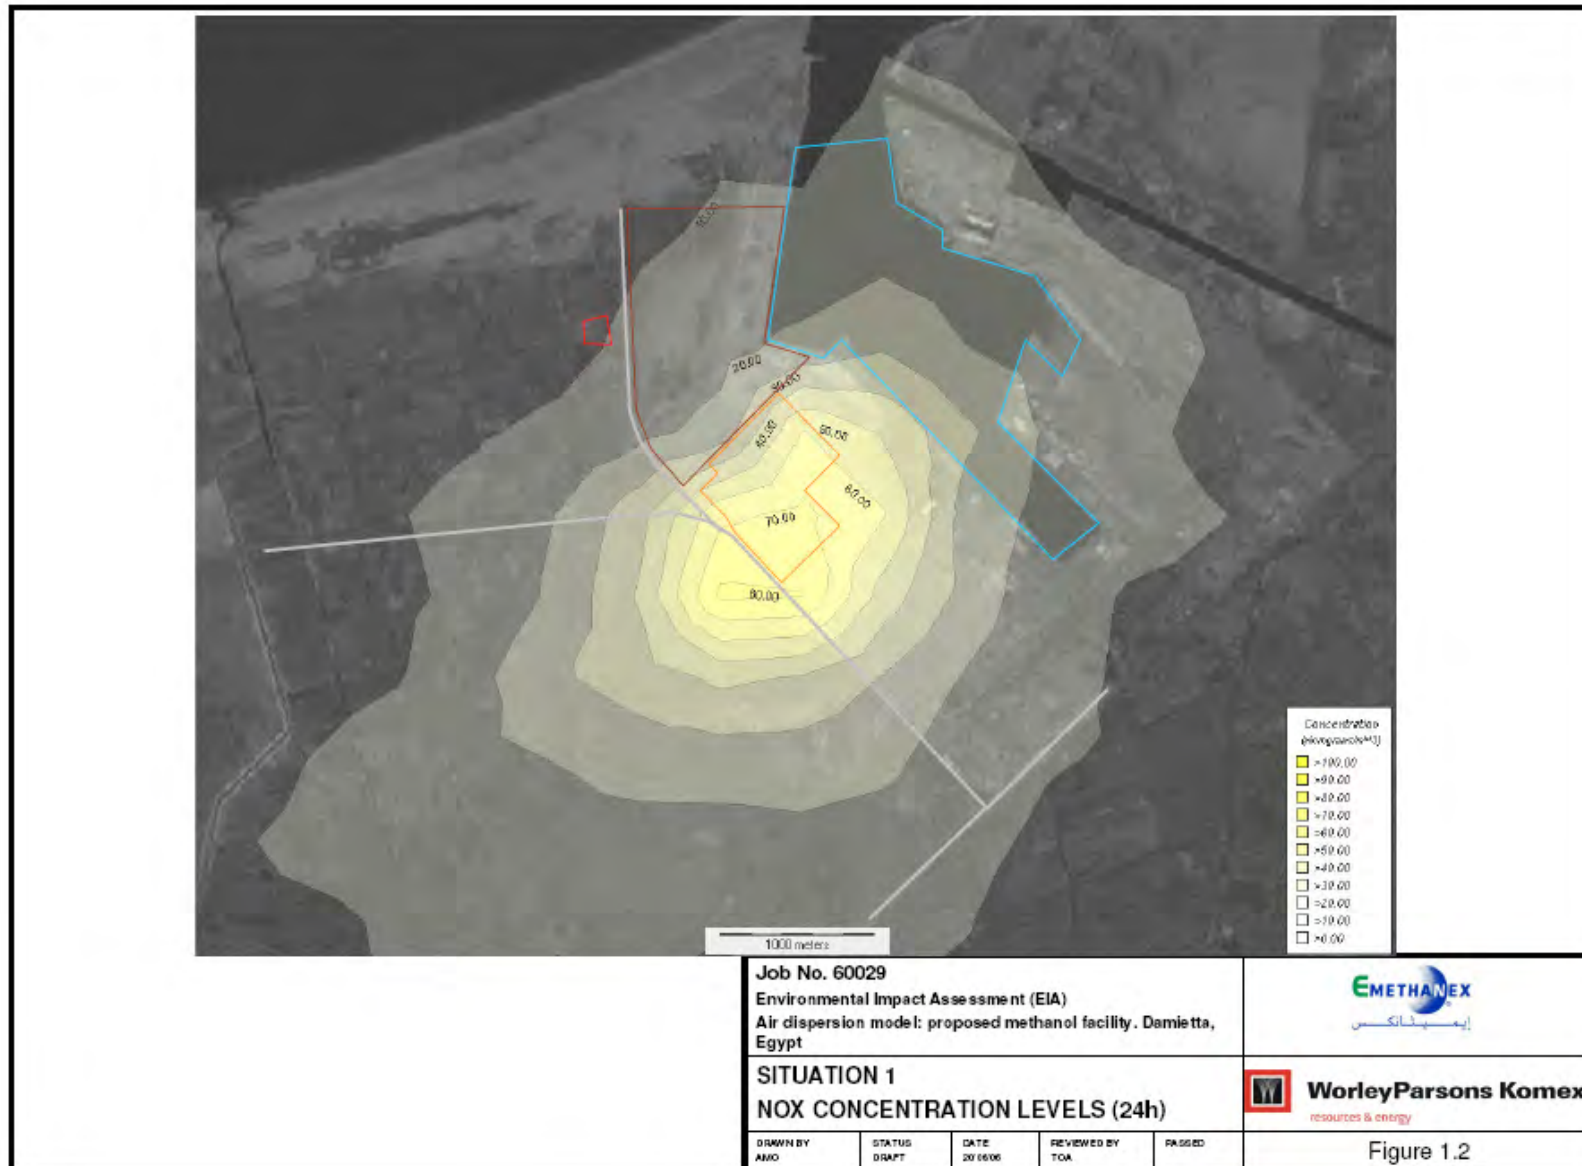 10.00
20.00
30.00
40.00
50.00
60.00
70.00
80.00
1000 meters
Concentration
>100.00
>90.00
>80.00
>70.00
>60.00
>50.00
>40.00
>30.00
>20.00
>10.00
>0.00
Job No. 60029
Environmental Impact Assessment (EIA)
Air dispersion model: proposed methanol facility. Damietta,
Egypt
SITUATION 1
NOX CONCENTRATION LEVELS (24h)
DRAWN BY
AMO
STATUS
DRAFT
DATE
REVIEWED BY
TOA
PASSED
EMETHANEX
إيميثانكس
WorleyParsons Komex
resources & energy
Figure 1.2